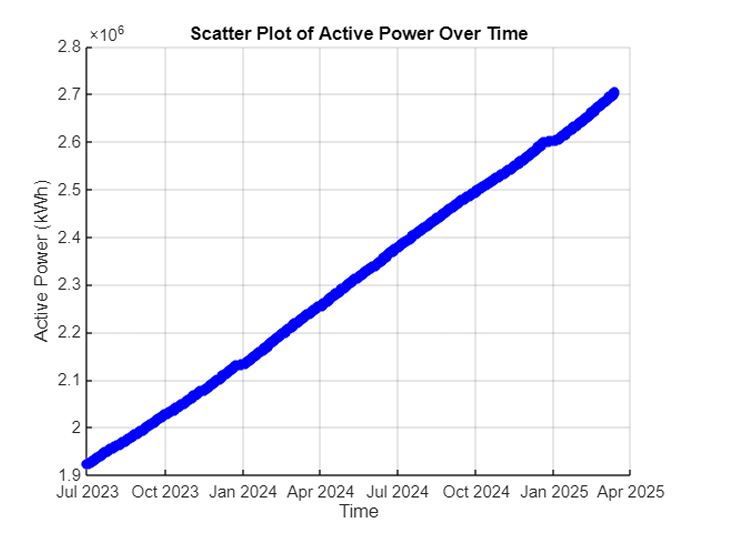 Scatter Plot of Active Power Over Time
×10⁶
2.8
2.7
2.6
2.5
2.4
2.3
2.2
2.1
2
1.9
Active Power (kWh)
Jul 2023 Oct 2023 Jan 2024 Apr 2024 Jul 2024 Oct 2024 Jan 2025 Apr 2025
Time